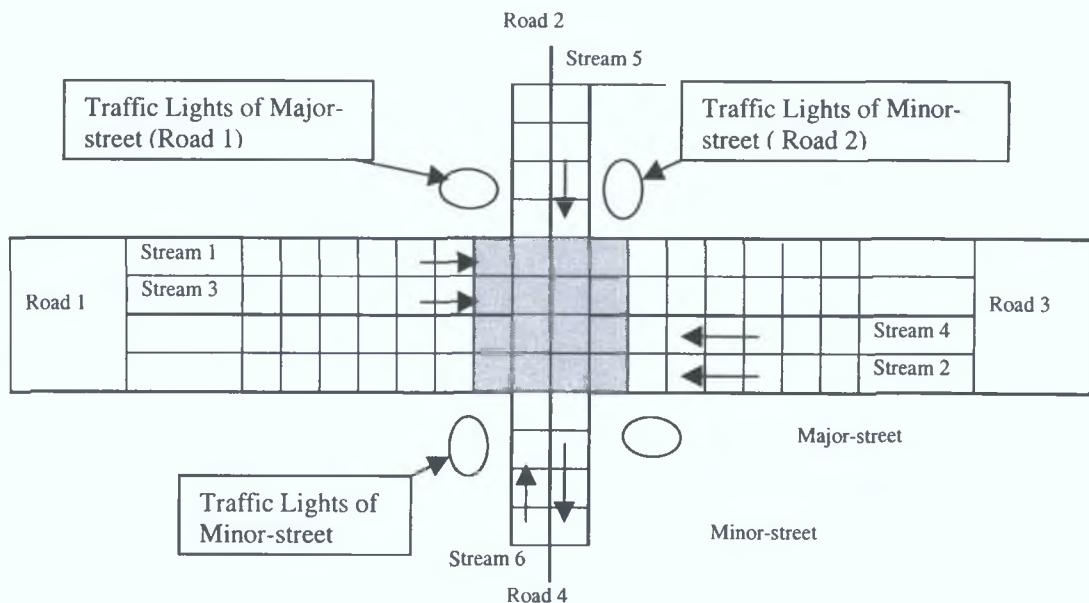 Road 2
Stream 5
Traffic Lights of Major-
street (Road 1)
Traffic Lights of Minor-
street ( Road 2)
Stream 1
Road 1
Stream 3
Road 3
Stream 4
Stream 2
Major-street
Traffic Lights of
Minor-street
Minor-street
Stream 6
Road 4